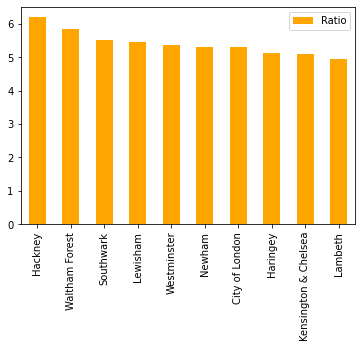 Ratio
6
5
4
3
2
1
0
Hackney
Waltham Forest
Southwark
Lewisham
Westminster
Newham
City of London
Haringey
Kensington & Chelsea
Lambeth